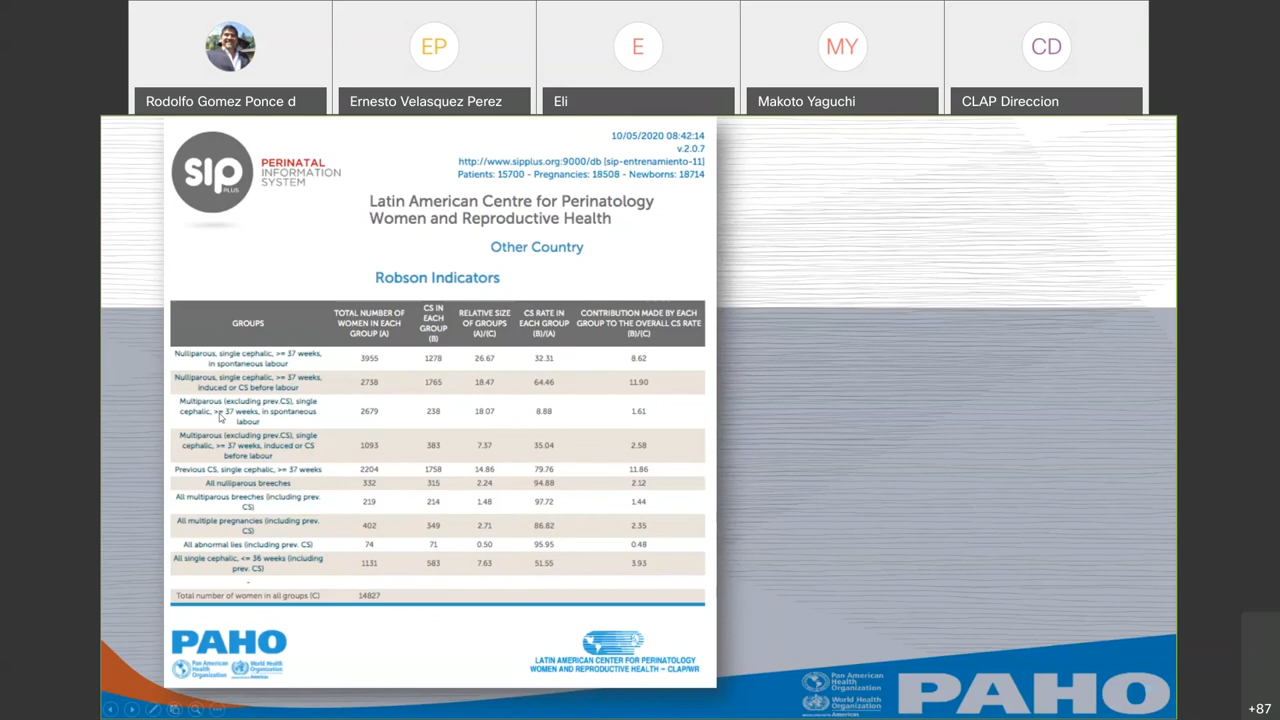 EP
E
MY
CD
Rodolfo Gomez Ponce d
Ernesto Velasquez Perez
Eli
Makoto Yaguchi
CLAP Direccion
sip
PLUS
PERINATAL
INFORMATION
SYSTEM
10/05/2020 08:42:14
v.2.0.7
http://www.sipplus.org:9000/db [sip-entrenamiento-11]
Patients: 15700 - Pregnancies: 18508 - Newborns: 18714
Latin American Centre for Perinatology
Women and Reproductive Health
Other Country
Robson Indicators
GROUPS
TOTAL NUMBER OF
WOMEN IN EACH
GROUP (A)
CS IN
EACH
GROUP
(B)
RELATIVE SIZE
OF GROUPS
(A)/(C)
CS RATE IN
EACH GROUP
(B)/(A)
CONTRIBUTION MADE BY EACH
GROUP TO THE OVERALL CS RATE
(B)/(C)
Nulliparous, single cephalic, >= 37 weeks,
in spontaneous labour
3955 1278 26.67 32.31 8.62
Nulliparous, single cephalic, >= 37 weeks,
induced or CS before labour
2738 1765 18.47 64.46 11.90
Multiparous (excluding prev.CS), single
cephalic, >= 37 weeks, in spontaneous
labour
2679 238 18.07 8.88 1.61
Multiparous (excluding prev.CS), single
cephalic, >= 37 weeks, induced or CS
before labour
1093 383 7.37 35.04 2.58
Previous CS, single cephalic, >= 37 weeks 2204 1758 14.86 79.76 11.86
All nulliparous breeches 332 315 2.24 94.88 2.12
All multiparous breeches (including prev.
CS)
219 214 1.48 97.72 1.44
All multiple pregnancies (including prev.
CS)
402 349 2.71 86.82 2.35
All abnormal lies (including prev. CS) 74 71 0.50 95.95 0.48
All single cephalic, <= 36 weeks (including
prev. CS)
1131 583 7.63 51.55 3.93
-
Total number of women in all groups (C) 14827
PAHO
Pan American
Health
Organization
World Health
Organization
LATIN AMERICAN CENTER FOR PERINATOLOGY
WOMEN AND REPRODUCTIVE HEALTH – CLAP/WR
Pan American
Health
Organization
World Health
Organization
PAHO
+87